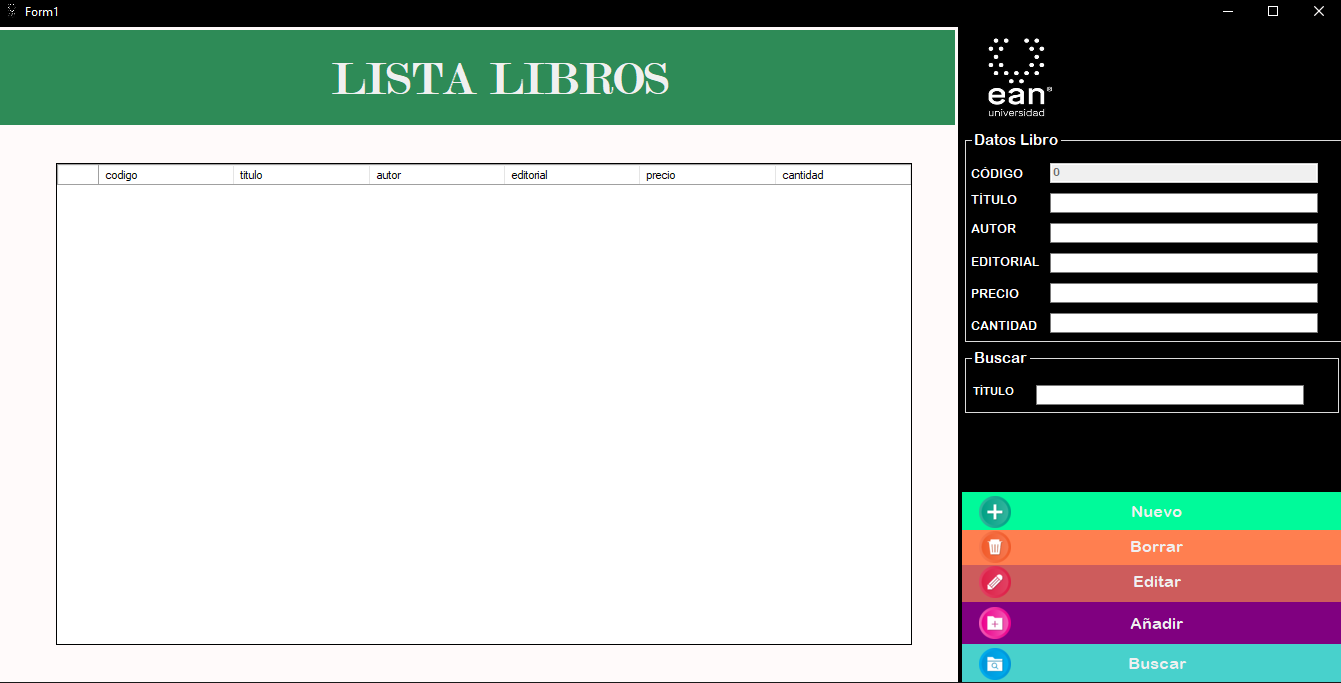 Form1
LISTA LIBROS
codigo titulo autor editorial precio cantidad
ean®
universidad
Datos Libro
CÓDIGO 0
TÍTULO
AUTOR
EDITORIAL
PRECIO
CANTIDAD
Buscar
TÍTULO
Nuevo
Borrar
Editar
Añadir
Buscar